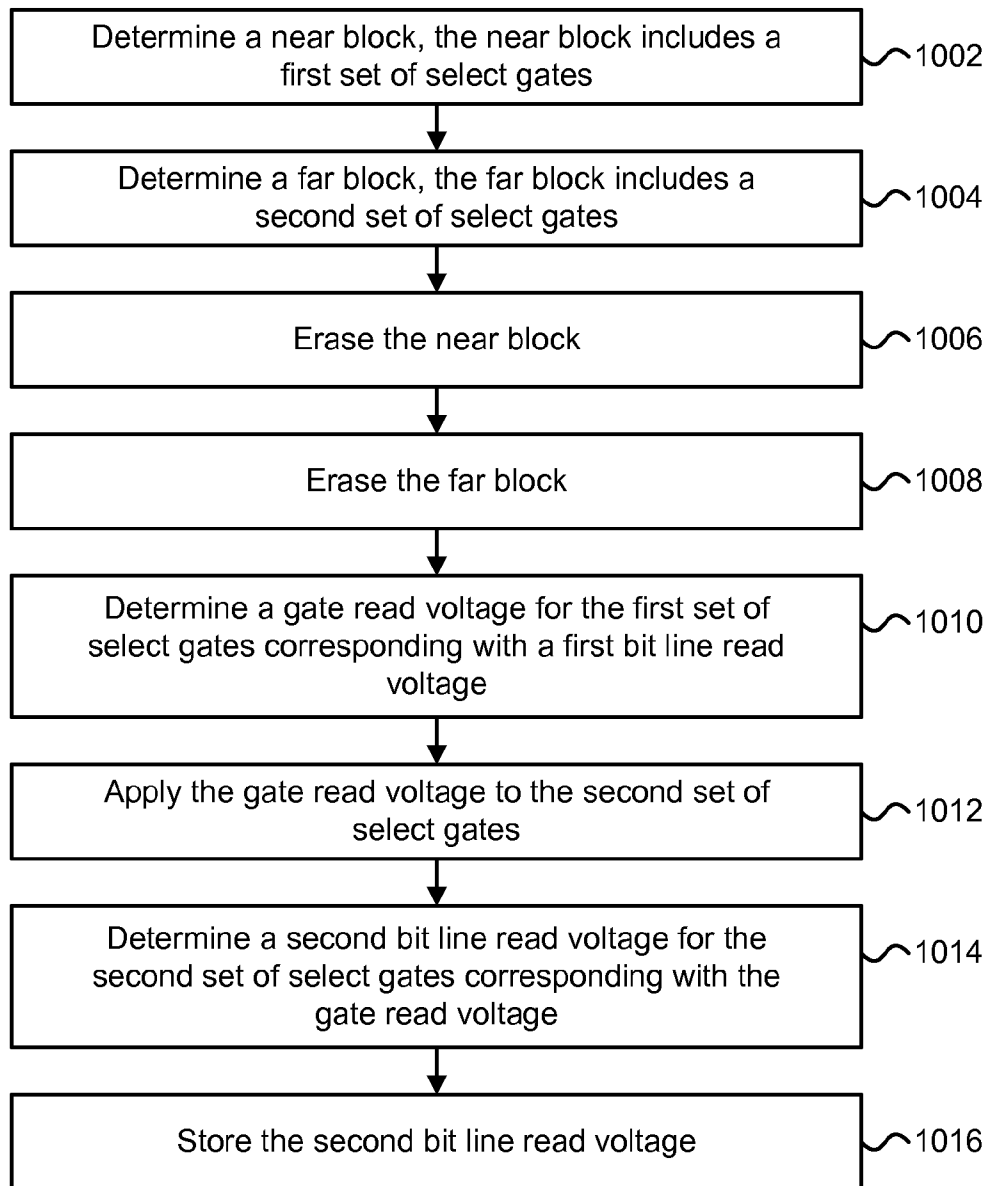 Determine a near block, the near block includes a
first set of select gates
1002
Determine a far block, the far block includes a
second set of select gates
1004
Erase the near block
1006
Erase the far block
1008
Determine a gate read voltage for the first set of
select gates corresponding with a first bit line read
voltage
1010
Apply the gate read voltage to the second set of
select gates
1012
Determine a second bit line read voltage for the
second set of select gates corresponding with the
gate read voltage
1014
Store the second bit line read voltage
1016